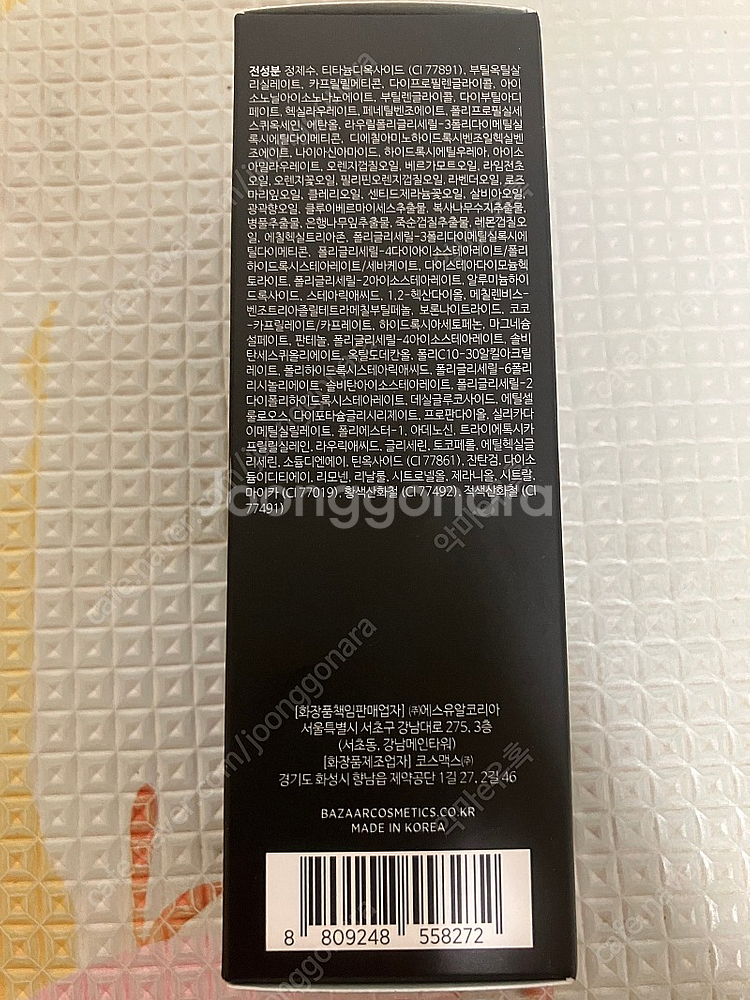 전성분 정제수, 티타늄디옥사이드 (CI 77891), 부틸옥틸살
리실레이트, 카프릴릴메티콘, 다이프로필렌글라이콜, 아이
소노닐아이소노나노에이트, 부틸렌글라이콜, 다이부틸아디
페이트, 헥실라우레이트, 페네틸벤조에이트, 폴리프로필실세
스퀴옥세인, 에탄올, 라우릴폴리글리세릴-3폴리다이메틸실
록시에틸다이메티콘, 디에칠아미노하이드록시벤조일헥실벤
조에이트, 나이아신아마이드, 하이드록시에틸우레아, 아이소
아밀라우레이트, 오렌지껍질오일, 베르가모트오일, 라임전초
오일, 오렌지꽃오일, 필리핀오렌지껍질오일, 라벤더오일, 로즈
마리잎오일, 클레리오일, 센티드제라늄꽃오일, 살비아오일,
광곽향오일, 클루이베르마이세스추출물, 복사나무수지추출물,
병풀추출물, 은행나무잎추출물, 죽순껍질추출물, 레몬껍질오
일, 에칠헥실트리아존, 폴리글리세릴-3폴리다이메틸실록시에
틸다이메티콘, 폴리글리세릴-4다이아이소스테아레이트/폴리
하이드록시스테아레이트/세바케이트, 다이스테아다이모늄헥
토라이트, 폴리글리세릴-2아이소스테아레이트, 알루미늄하이
드록사이드, 스테아릭애씨드, 1,2-헥산다이올, 메칠렌비스-
벤조트리아졸릴테트라메칠부틸페놀, 보론나이트라이드, 코코
-카프릴레이트/카프레이트, 하이드록시아세토페논, 마그네슘
설페이트, 판테놀, 폴리글리세릴-4아이소스테아레이트, 솔비
탄세스퀴올리에이트, 옥틸도데칸올, 폴리C10-30알킬아크릴
레이트, 폴리하이드록시스테아릭애씨드, 폴리글리세릴-6폴리
리시놀리에이트, 솔비탄아이소스테아레이트, 폴리글리세릴-2
다이폴리하이드록시스테아레이트, 데실글루코사이드, 에틸셀
룰로오스, 다이포타슘글리시리제이트, 프로판다이올, 실리카다
이메틸실릴레이트, 폴리에스터-1, 아데노신, 트라이에톡시카
프릴릴실레인, 라우릭애씨드, 글리세린, 토코페롤, 에틸헥실글
리세린, 소듐디엔에이, 틴옥사이드 (CI 77861), 잔탄검, 다이소
듐이디티에이, 리모넨, 리날룰, 시트로넬올, 제라니올, 시트랄,
마이카 (CI 77019), 황색산화철 (CI 77492), 적색산화철 (CI
77491)
joonggonara
[화장품책임판매업자] ㈜에스유알코리아
서울특별시 서초구 강남대로 275, 3층
(서초동, 강남메인타워)
[화장품제조업자] 코스맥스㈜
경기도 화성시 향남읍 제약공단 1길 27, 2길 46
BAZAARCOSMETICS.CO.KR
MADE IN KOREA
8 809248 558272